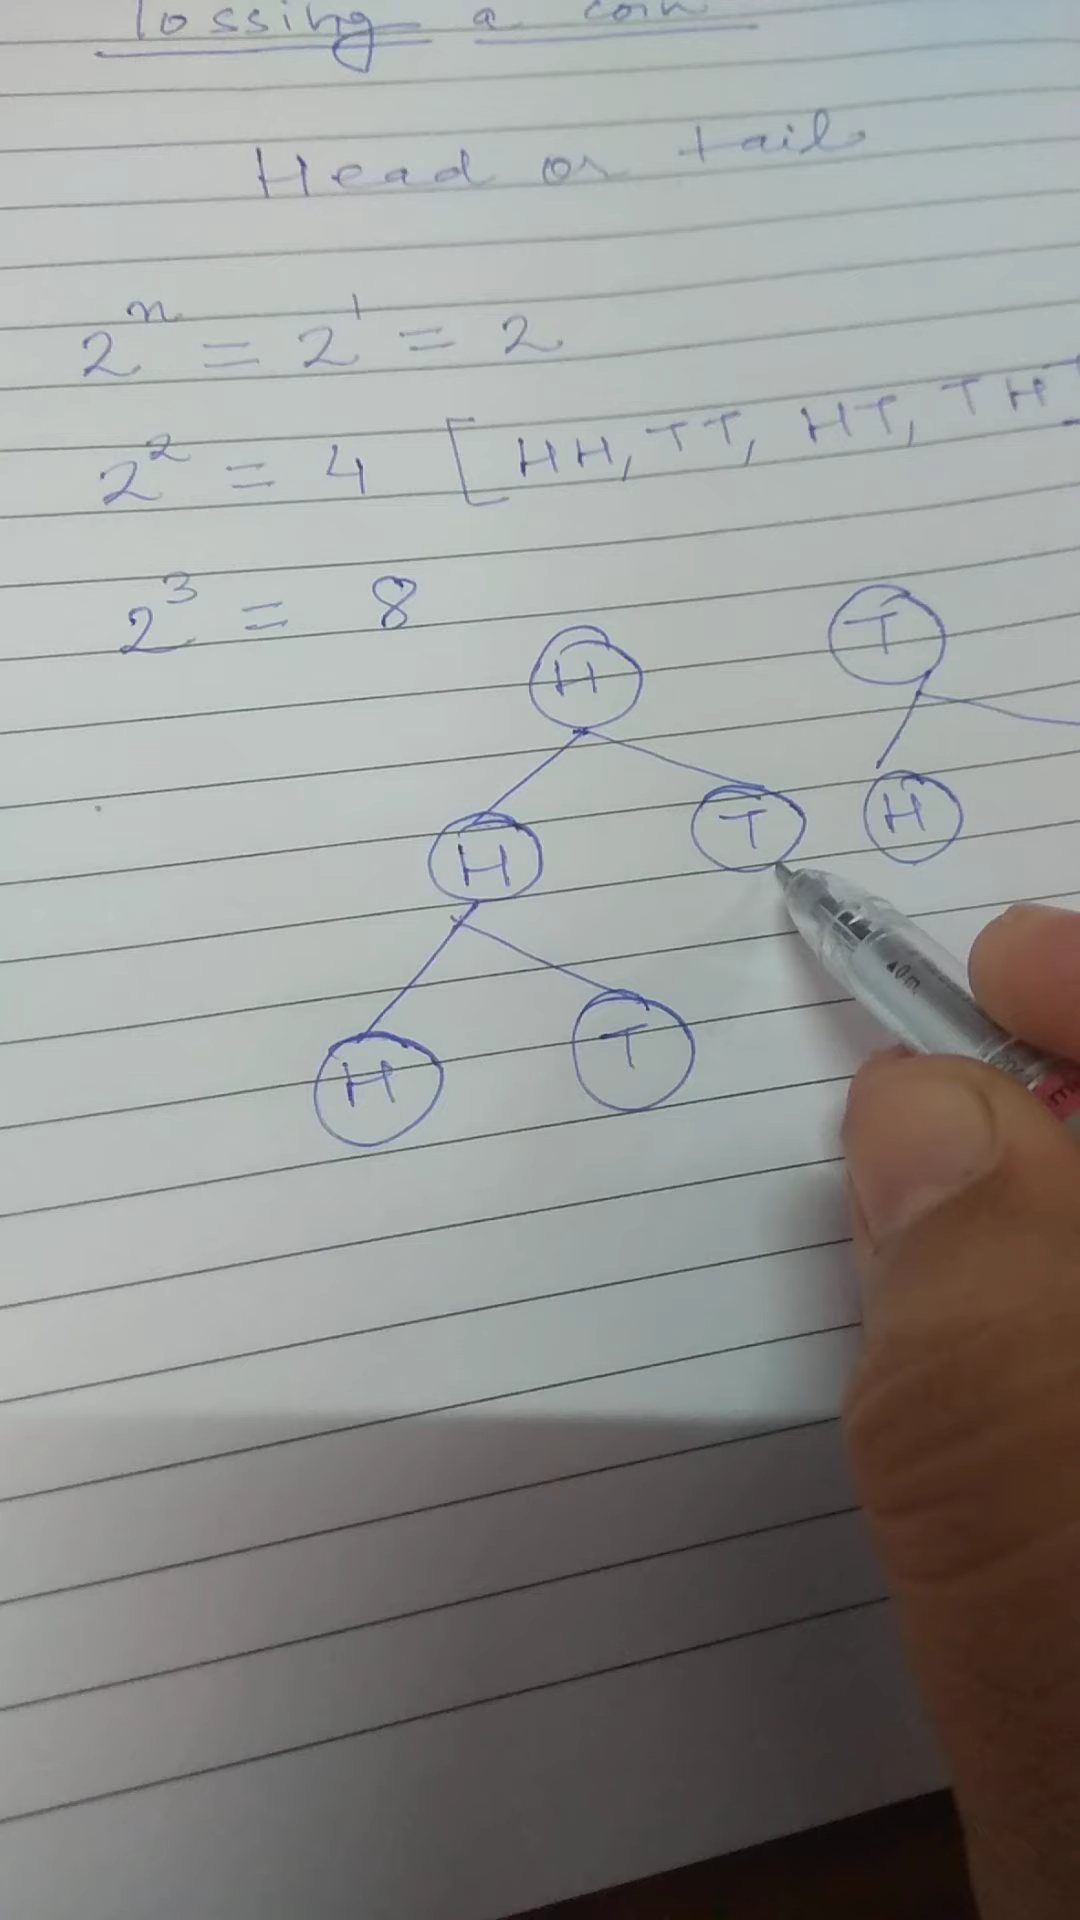 Tossing a coin
Head or tail
2^n = 2^1 = 2
2^2 = 4 [HH, TT, HT, TH]
2^3 = 8
H T
H T H
H T